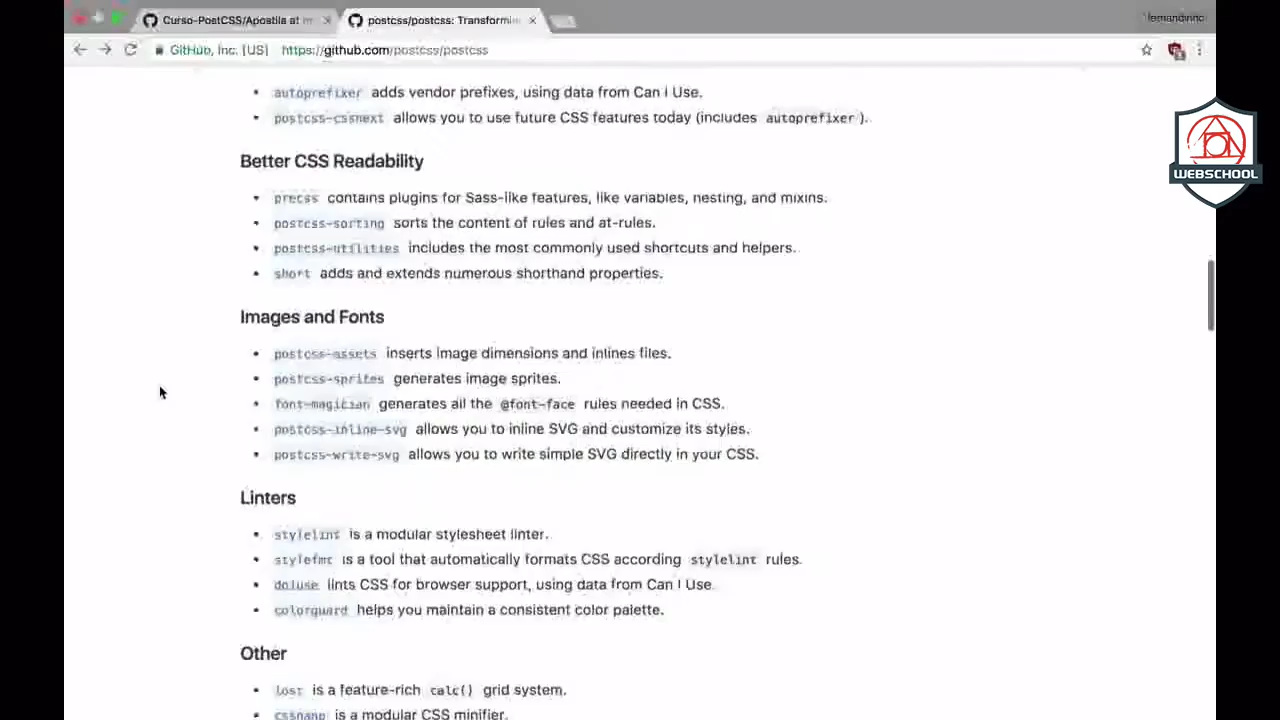 Curso-PostCSS/Apostila at m
postcss/postcss: Transformin
fernandinho
GitHub, Inc. [US]
https://github.com/postcss/postcss
autoprefixer adds vendor prefixes, using data from Can I Use.
postcss-cssnext allows you to use future CSS features today (includes autoprefixer ).
WEBSCHOOL
Better CSS Readability
precss contains plugins for Sass-like features, like variables, nesting, and mixins.
postcss-sorting sorts the content of rules and at-rules.
postcss-utilities includes the most commonly used shortcuts and helpers.
short adds and extends numerous shorthand properties.
Images and Fonts
postcss-assets inserts image dimensions and inlines files.
postcss-sprites generates image sprites.
font-magician generates all the @font-face rules needed in CSS.
postcss-inline-svg allows you to inline SVG and customize its styles.
postcss-write-svg allows you to write simple SVG directly in your CSS.
Linters
stylelint is a modular stylesheet linter.
stylefmt is a tool that automatically formats CSS according stylelint rules.
doiuse lints CSS for browser support, using data from Can I Use.
colorguard helps you maintain a consistent color palette.
Other
lost is a feature-rich calc() grid system.
cssnano is a modular CSS minifier.